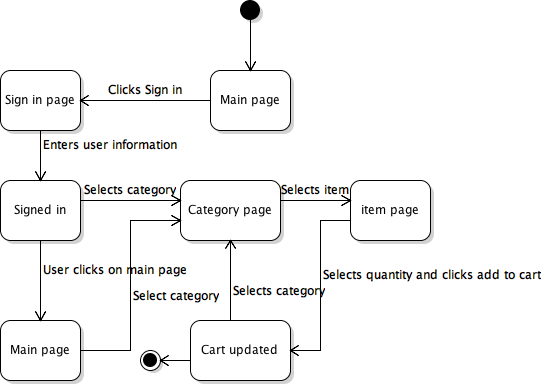 Clicks Sign in
Sign in page
Main page
Enters user information
Selects category
Selects item
Signed in
Category page
item page
User clicks on main page
Selects quantity and clicks add to cart
Select category
Selects category
Main page
Cart updated